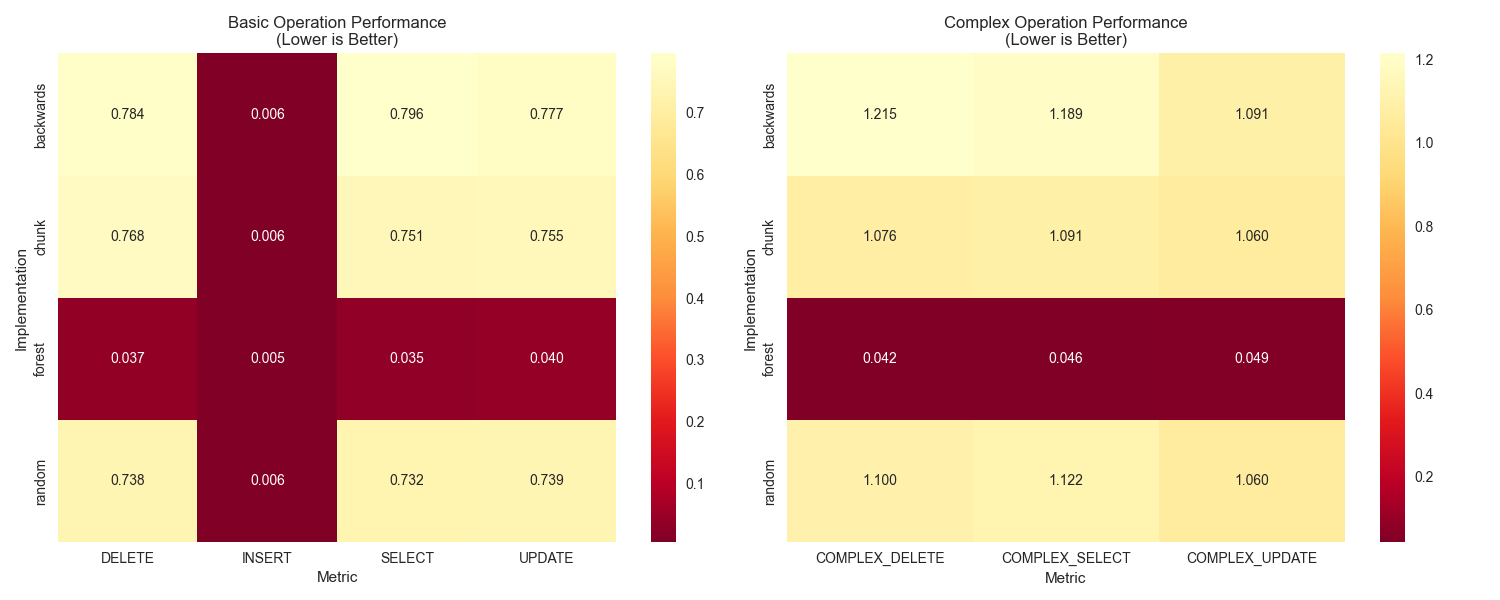 Basic Operation Performance
(Lower is Better)
Implementation
backwards
0.784 0.006 0.796 0.777
chunk
0.768 0.006 0.751 0.755
forest
0.037 0.005 0.035 0.040
random
0.738 0.006 0.732 0.739
DELETE INSERT SELECT UPDATE
Metric
0.7
0.6
0.5
0.4
0.3
0.2
0.1
Complex Operation Performance
(Lower is Better)
Implementation
backwards
1.215 1.189 1.091
chunk
1.076 1.091 1.060
forest
0.042 0.046 0.049
random
1.100 1.122 1.060
COMPLEX_DELETE COMPLEX_SELECT COMPLEX_UPDATE
Metric
1.2
1.0
0.8
0.6
0.4
0.2